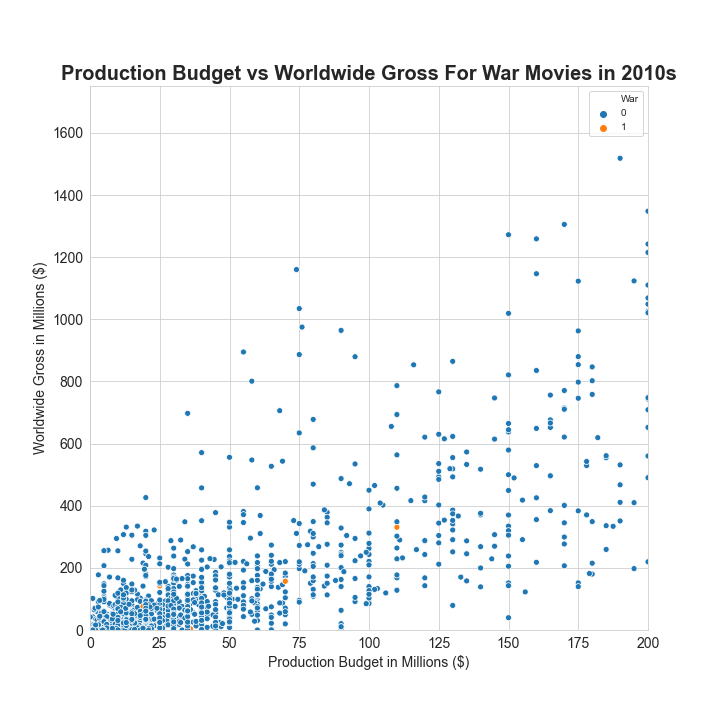 Production Budget vs Worldwide Gross For War Movies in 2010s
War
0
1
1600
1400
1200
1000
800
600
400
200
0
Worldwide Gross in Millions ($)
0 25 50 75 100 125 150 175 200
Production Budget in Millions ($)